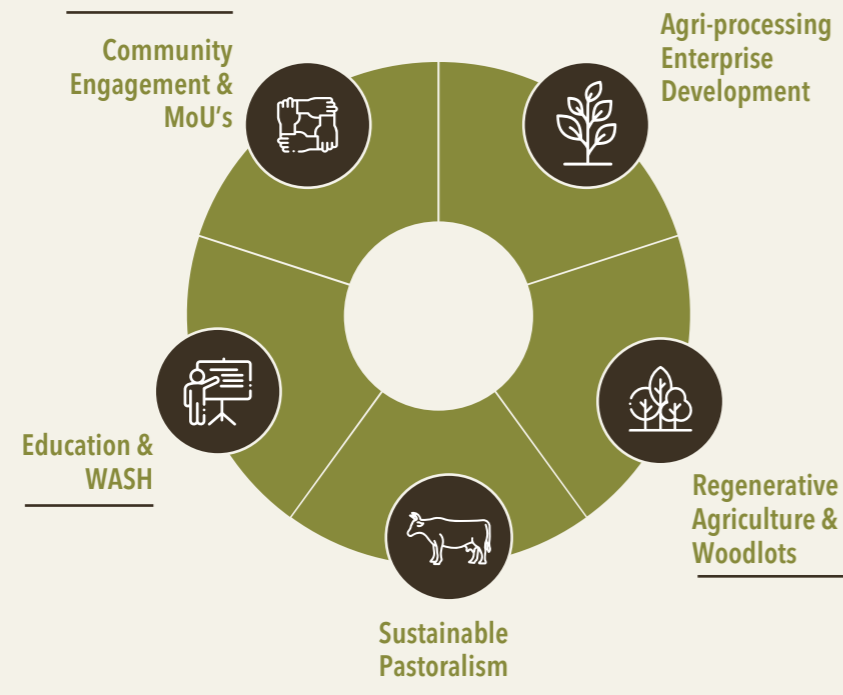 Community
Engagement &
MoU's
Agri-processing
Enterprise
Development
Education &
WASH
Regenerative
Agriculture &
Woodlots
Sustainable
Pastoralism